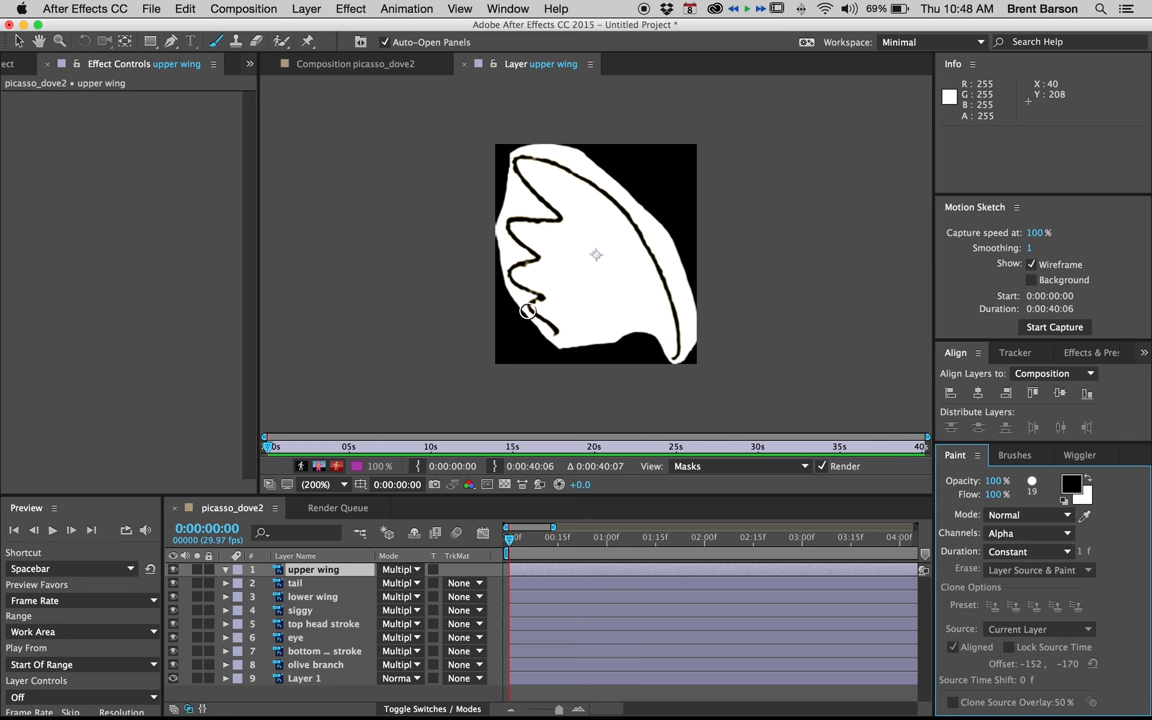 After Effects CC File Edit Composition Layer Effect Animation View Window Help 69% Thu 10:48 AM Brent Barson
Adobe After Effects CC 2015 - Untitled Project *
Auto-Open Panels Workspace: Minimal Search Help
ect Effect Controls upper wing Composition picasso_dove2 Layer upper wing Info
picasso_dove2 • upper wing
R : 255 X : 40
G : 255 Y : 208
B : 255
A : 255
Motion Sketch
Capture speed at: 100 %
Smoothing: 1
Show: Wireframe
Background
Start: 0:00:00:00
Duration: 0:00:40:06
Start Capture
Align Tracker Effects & Pre:
Align Layers to: Composition
Distribute Layers:
0s 05s 10s 15s 20s 25s 30s 35s 40s
100 % 0:00:00:00 0:00:40:06 Δ 0:00:40:07 View: Masks Render
(200%) 0:00:00:00 +0.0
Paint Brushes Wiggler
Opacity: 100 %
Flow: 100 % 19
Mode: Normal
Channels: Alpha
Duration: Constant 1 f
Erase: Layer Source & Paint
Clone Options
Preset:
Source: Current Layer
Aligned Lock Source Time
Offset: -152 , -170
Source Time Shift: 0 f
Clone Source Overlay: 50 %
Preview
Shortcut
Spacebar
Preview Favors
Frame Rate
Range
Work Area
Play From
Start Of Range
Layer Controls
Off
Frame Rate Skip Resolution
picasso_dove2 Render Queue
0:00:00:00
00000 (29.97 fps)
00f 00:15f 01:00f 01:15f 02:00f 02:15f 03:00f 03:15f 04:00f
# Layer Name Mode T TrkMat
1 upper wing Multipl
2 tail Multipl None
3 lower wing Multipl None
4 siggy Multipl None
5 top head stroke Multipl None
6 eye Multipl None
7 bottom ... stroke Multipl None
8 olive branch Multipl None
9 Layer 1 Norma None
Toggle Switches / Modes